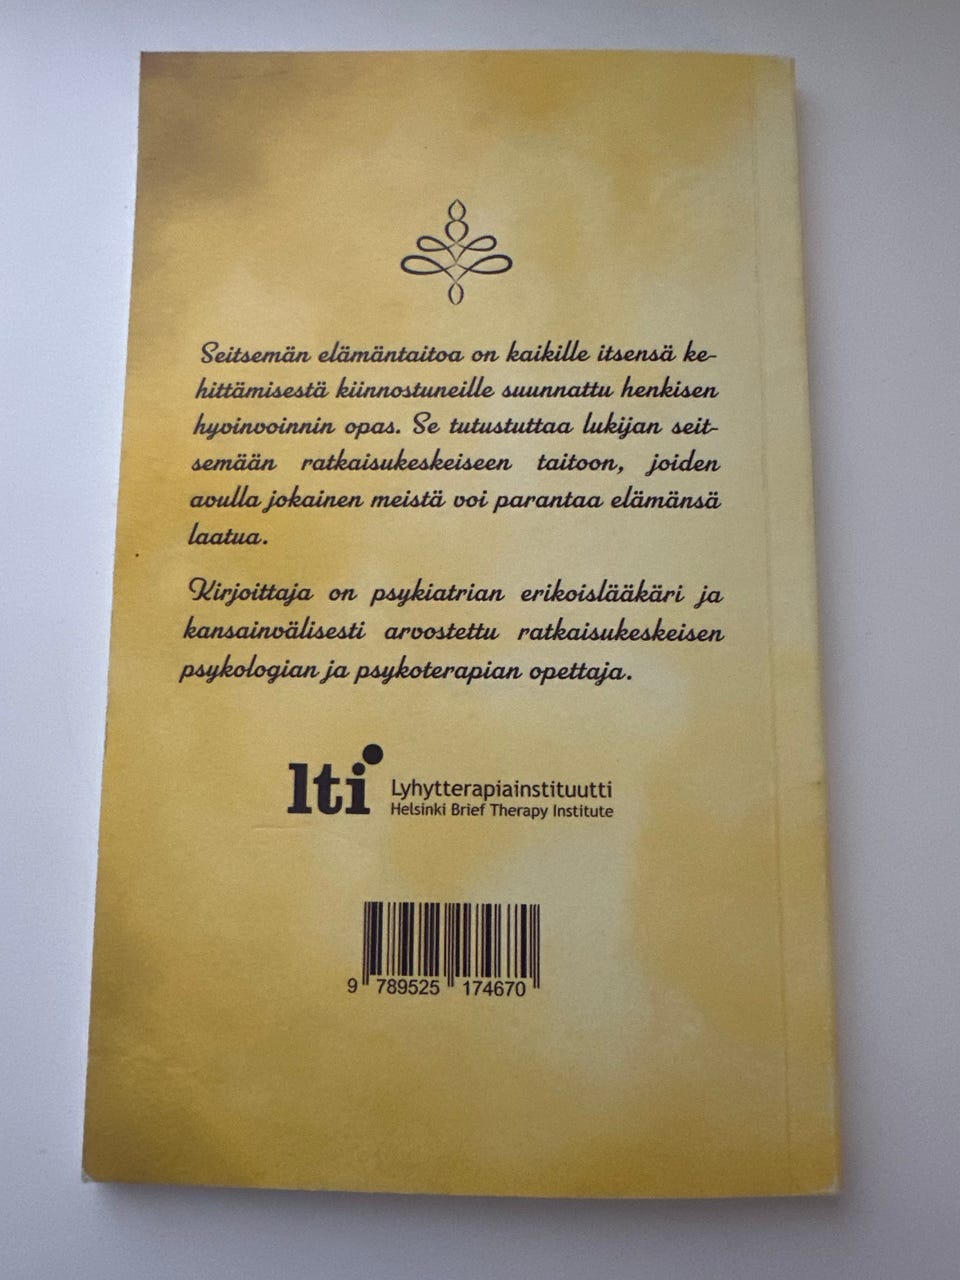 Seitsemän elämäntaitoa on kaikille itsensä ke-
hittämisestä kiinnostuneille suunnattu henkisen
hyvinvoinnin opas. Se tutustuttaa lukijan seit-
semään ratkaisukeskeiseen taitoon, joiden
avulla jokainen meistä voi parantaa elämänsä
laatua.
Kirjoittaja on psykiatrian erikoislääkäri ja
kansainvälisesti arvostettu ratkaisukeskeisen
psykologian ja psykoterapian opettaja.
lti
Lyhytterapiainstituutti
Helsinki Brief Therapy Institute
9 789525 174670